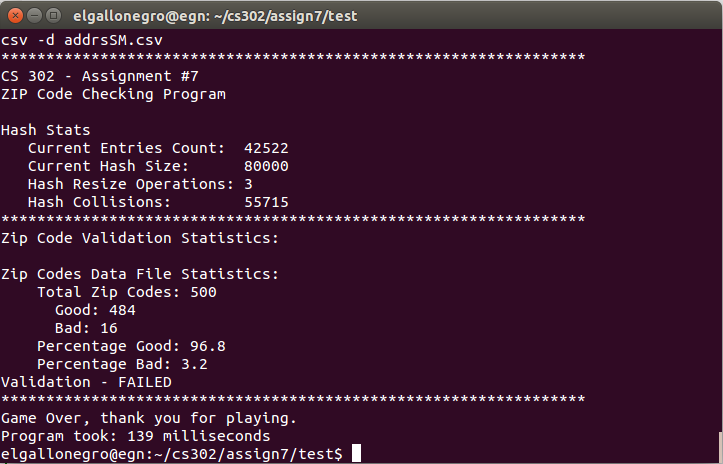 elgallonegro@egn: ~/cs302/assign7/test
csv -d addrsSM.csv
*****************************************************************
CS 302 - Assignment #7
ZIP Code Checking Program
Hash Stats
Current Entries Count: 42522
Current Hash Size: 80000
Hash Resize Operations: 3
Hash Collisions: 55715
*****************************************************************
Zip Code Validation Statistics:
Zip Codes Data File Statistics:
Total Zip Codes: 500
Good: 484
Bad: 16
Percentage Good: 96.8
Percentage Bad: 3.2
Validation - FAILED
*****************************************************************
Game Over, thank you for playing.
Program took: 139 milliseconds
elgallonegro@egn:~/cs302/assign7/test$